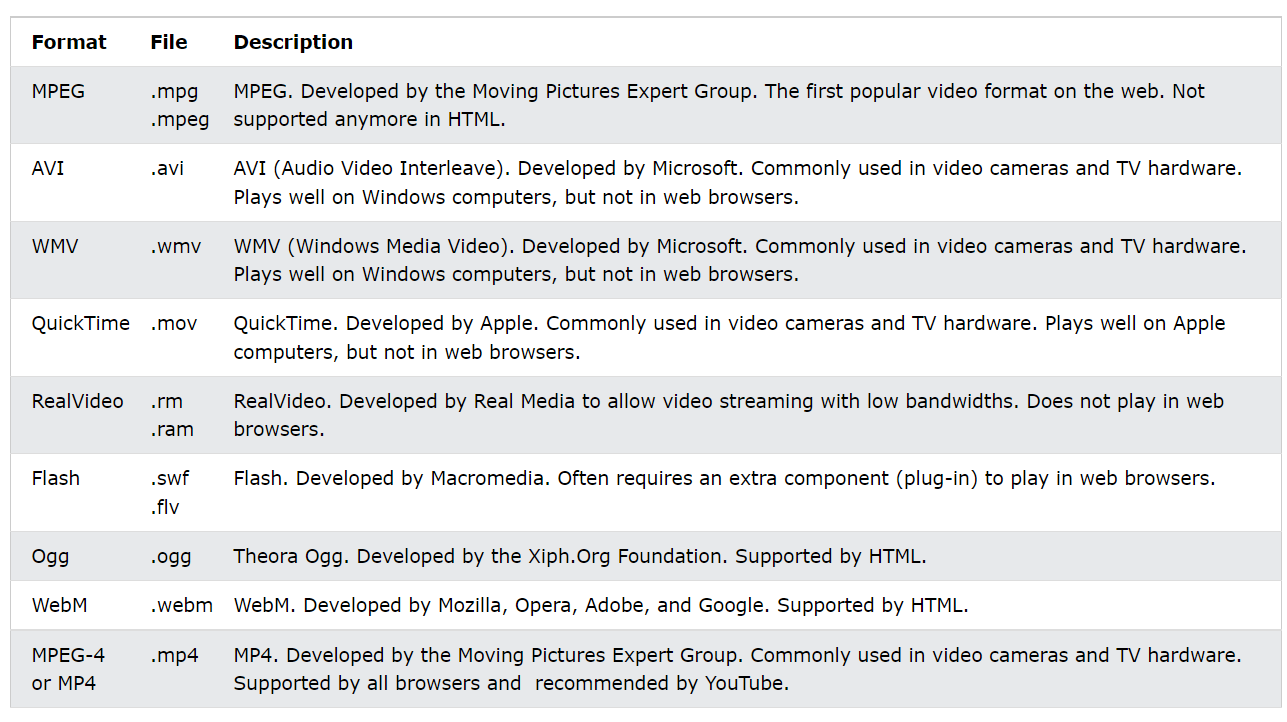 Format File Description
MPEG .mpg MPEG. Developed by the Moving Pictures Expert Group. The first popular video format on the web. Not
.mpeg supported anymore in HTML.
AVI .avi AVI (Audio Video Interleave). Developed by Microsoft. Commonly used in video cameras and TV hardware.
Plays well on Windows computers, but not in web browsers.
WMV .wmv WMV (Windows Media Video). Developed by Microsoft. Commonly used in video cameras and TV hardware.
Plays well on Windows computers, but not in web browsers.
QuickTime .mov QuickTime. Developed by Apple. Commonly used in video cameras and TV hardware. Plays well on Apple
computers, but not in web browsers.
RealVideo .rm RealVideo. Developed by Real Media to allow video streaming with low bandwidths. Does not play in web
.ram browsers.
Flash .swf Flash. Developed by Macromedia. Often requires an extra component (plug-in) to play in web browsers.
.flv
Ogg .ogg Theora Ogg. Developed by the Xiph.Org Foundation. Supported by HTML.
WebM .webm WebM. Developed by Mozilla, Opera, Adobe, and Google. Supported by HTML.
MPEG-4 .mp4 MP4. Developed by the Moving Pictures Expert Group. Commonly used in video cameras and TV hardware.
or MP4 Supported by all browsers and  recommended by YouTube.